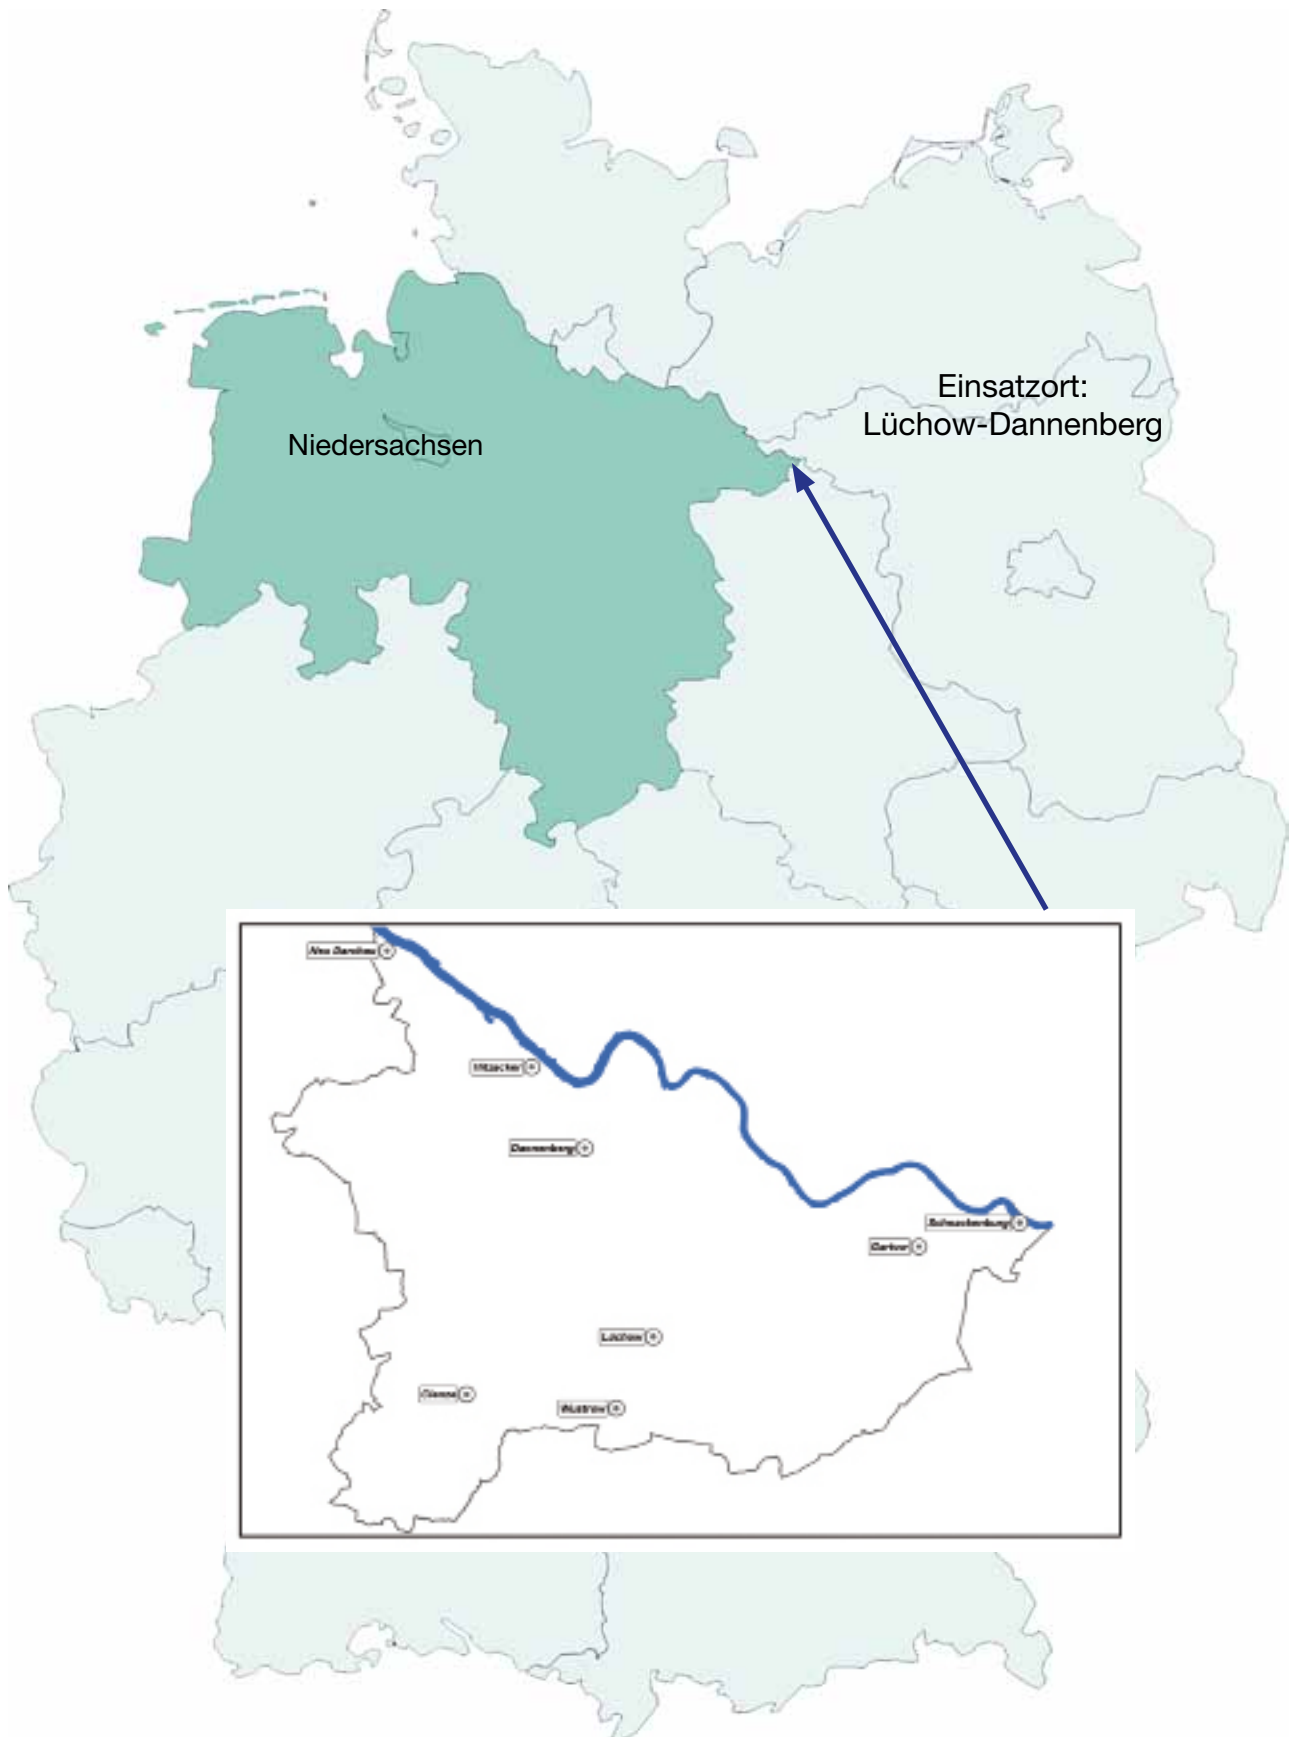 Einsatzort:
Lüchow-Dannenberg
Niedersachsen
Neu Darchau
Hitzacker
Dannenberg
Schnackenburg
Gartow
Lüchow
Clenze
Wustrow